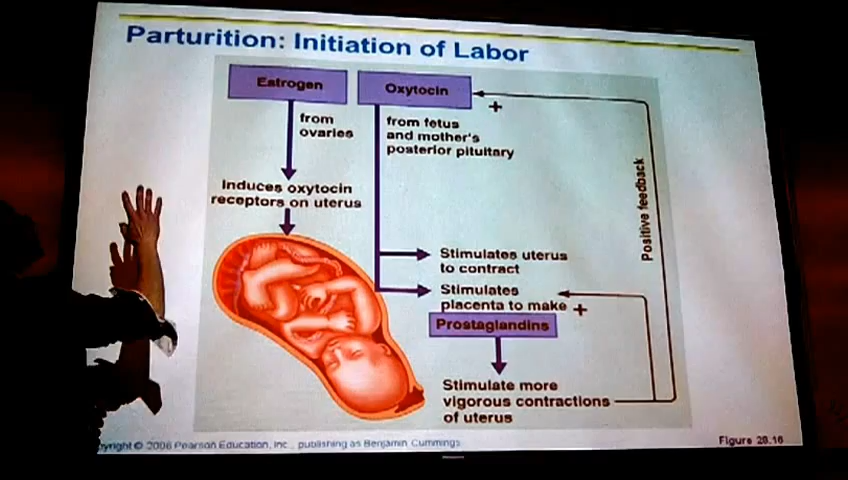 Parturition: Initiation of Labor
Estrogen
Oxytocin
+
from
ovaries
from fetus
and mother's
posterior pituitary
Induces oxytocin
receptors on uterus
Positive feedback
Stimulates uterus
to contract
Stimulates
placenta to make
+
Prostaglandins
Stimulate more
vigorous contractions
of uterus
pyright © 2006 Pearson Education, Inc., publishing as Benjamin Cummings
Figure 28.16